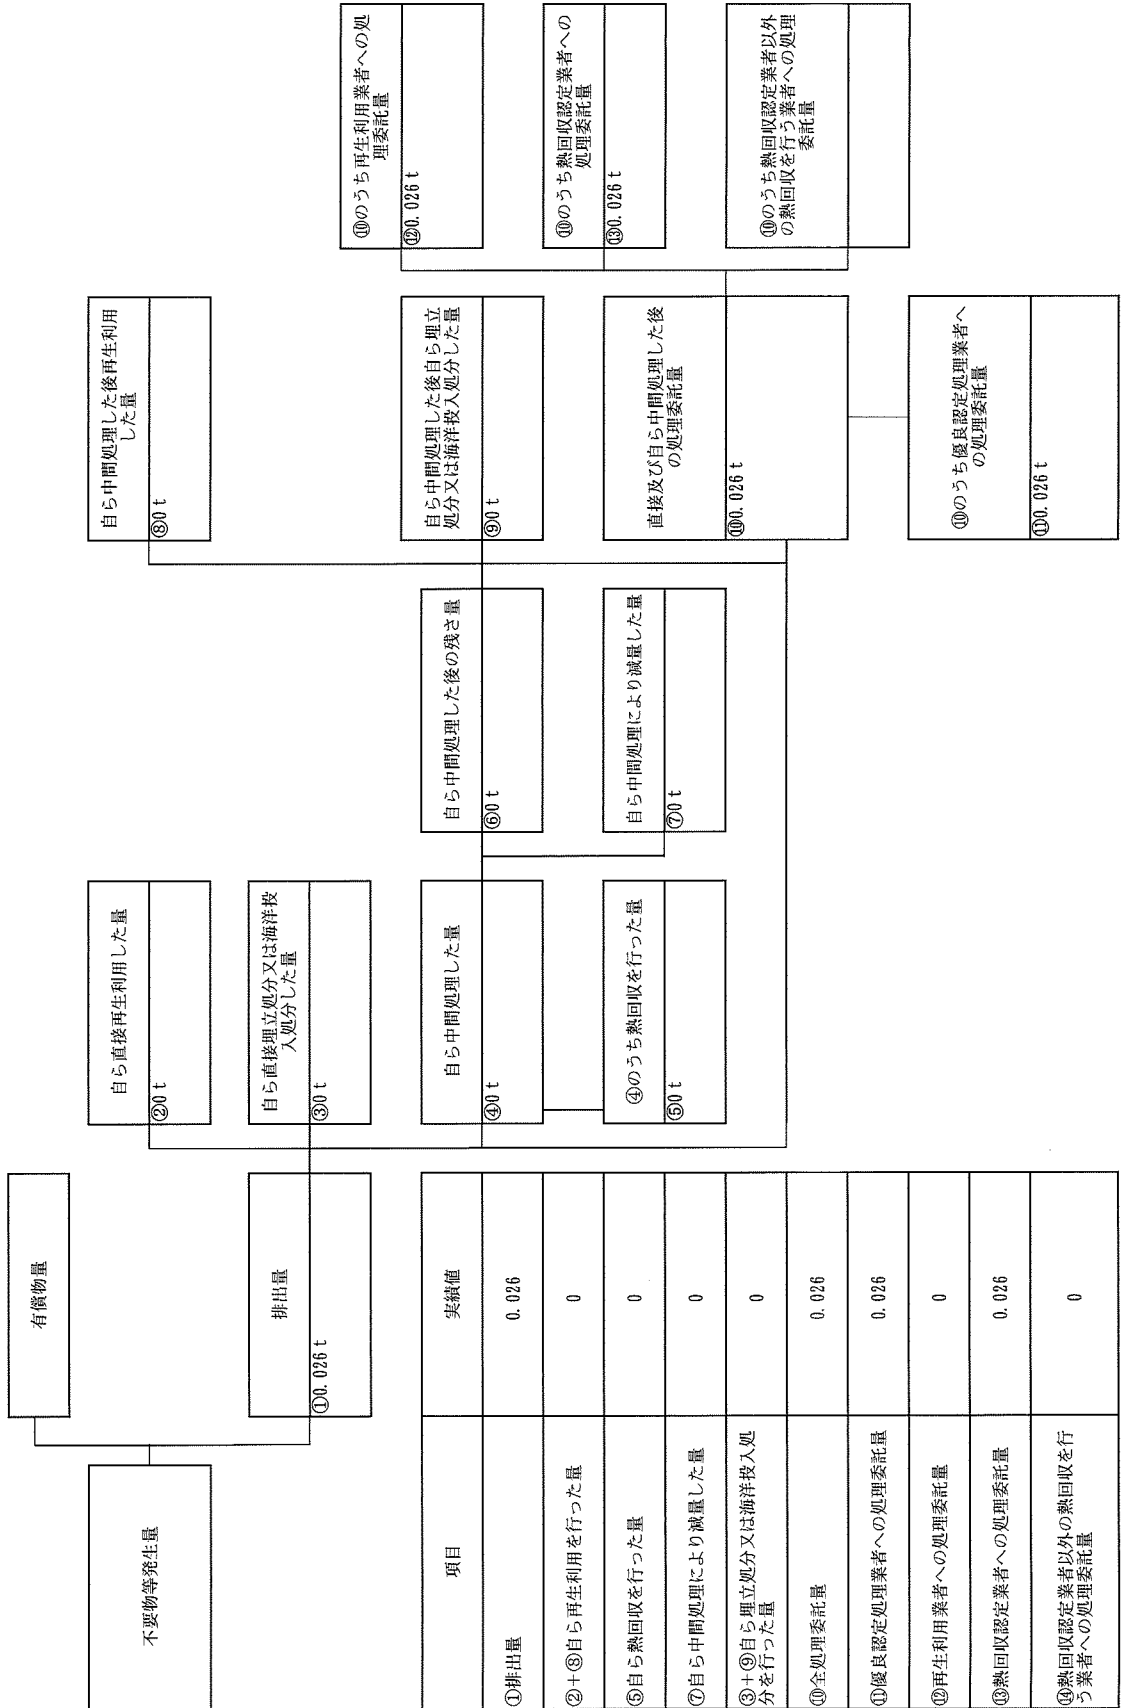 不要物等発生量
有償物量
排出量
①0.026 t
自ら直接再生利用した量
②0 t
自ら直接埋立処分又は海洋投
入処分した量
③0 t
自ら中間処理した量
④0 t
④のうち熱回収を行った量
⑤0 t
自ら中間処理した後の残さ量
⑥0 t
自ら中間処理により減量した量
⑦0 t
自ら中間処理した後再生利用
した量
⑧0 t
自ら中間処理した後自ら埋立
処分又は海洋投入処分した量
⑨0 t
直接及び自ら中間処理した後
の処理委託量
⑩0.026 t
⑩のうち優良認定処理業者へ
の処理委託量
⑪0.026 t
⑩のうち再生利用業者への処
理委託量
⑫0.026 t
⑩のうち熱回収認定業者への
処理委託量
⑬0.026 t
⑩のうち熱回収認定業者以外
の熱回収を行う業者への処理
委託量
項目 実績値
①排出量 0.026
②+⑧自ら再生利用を行った量 0
⑤自ら熱回収を行った量 0
⑦自ら中間処理により減量した量 0
③+⑨自ら埋立処分又は海洋投入処
分を行った量 0
⑩全処理委託量 0.026
⑪優良認定処理業者への処理委託量 0.026
⑫再生利用業者への処理委託量 0
⑬熱回収認定業者への処理委託量 0.026
⑭熱回収認定業者以外の熱回収を行
う業者への処理委託量 0